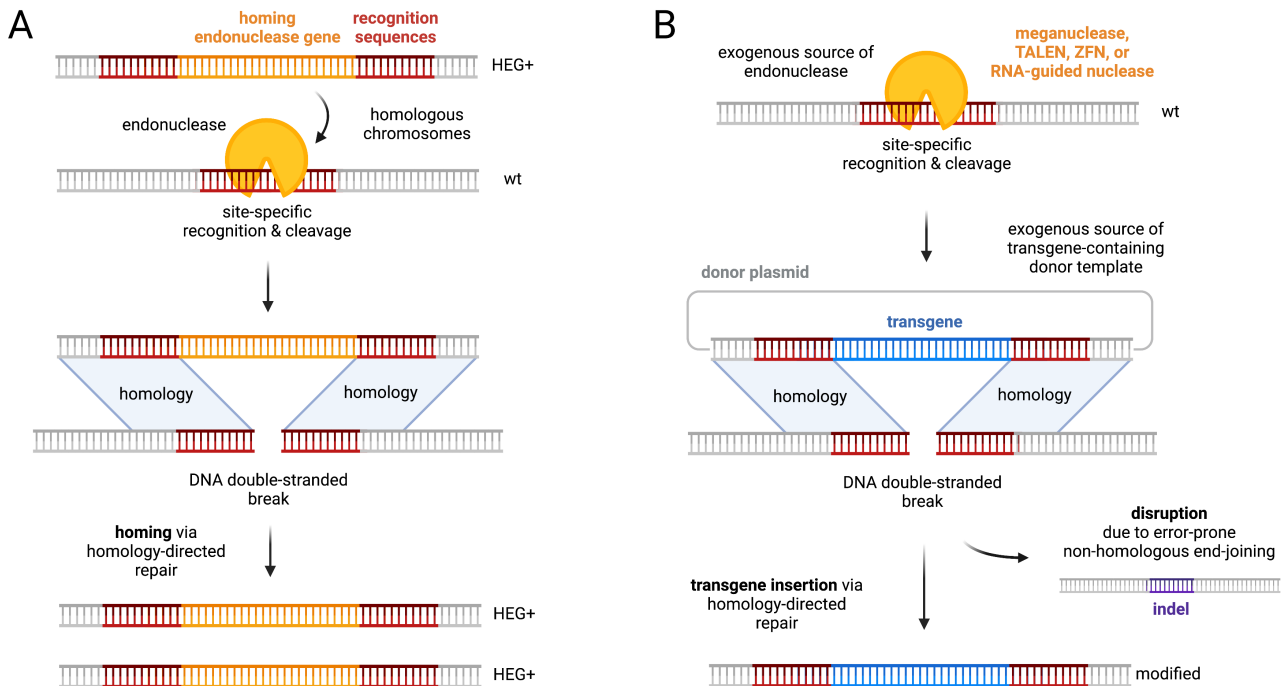 A
homing
endonuclease gene
recognition
sequences
HEG+
endonuclease
homologous
chromosomes
wt
site-specific
recognition & cleavage
homology
homology
DNA double-stranded
break
homing via
homology-directed
repair
HEG+
HEG+
B
exogenous source of
endonuclease
meganuclease,
TALEN, ZFN, or
RNA-guided nuclease
wt
site-specific
recognition & cleavage
exogenous source of
transgene-containing
donor template
donor plasmid
transgene
homology
homology
DNA double-stranded
break
disruption
due to error-prone
non-homologous end-joining
indel
transgene insertion via
homology-directed
repair
modified